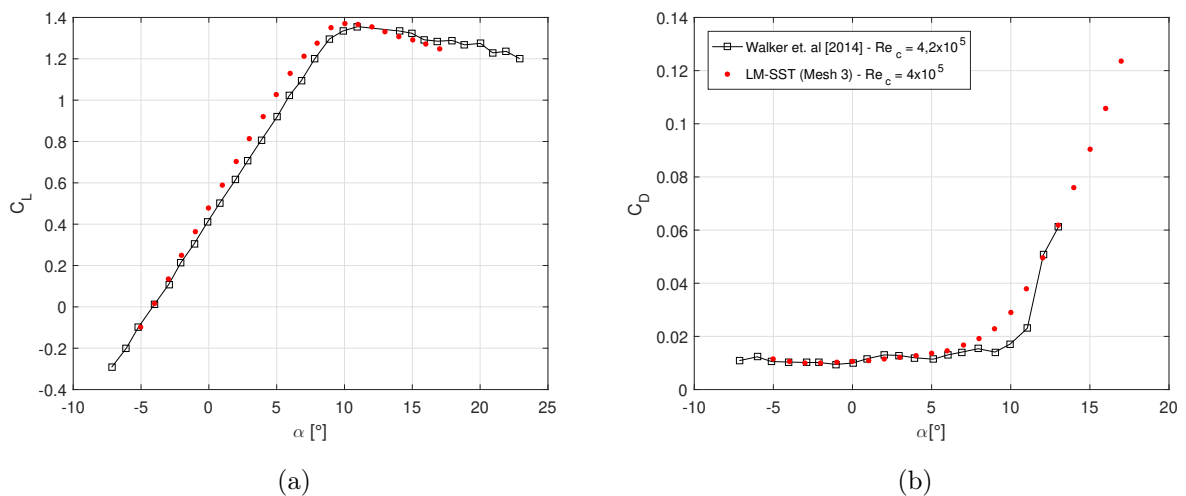 1.4
1.2
1
0.8
0.6
0.4
0.2
0
-0.2
-0.4
C_L
-10 -5 0 5 10 15 20 25
α [°]
(a)
0.14
0.12
0.1
0.08
0.06
0.04
0.02
0
C_D
Walker et. al [2014] - Re_c = 4,2x10^5
LM-SST (Mesh 3) - Re_c = 4x10^5
-10 -5 0 5 10 15 20
α[°]
(b)